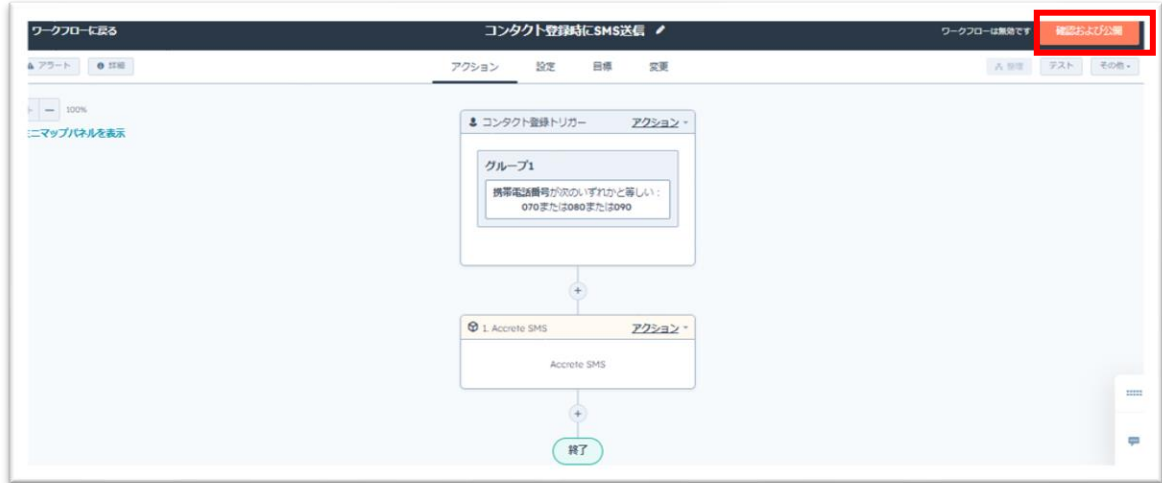 ワークフローに戻る
コンタクト登録時にSMS送信
ワークフローは無効です
確認および公開
アラート
詳細
アクション
設定
目標
変更
整理
テスト
その他
100%
ミニマップパネルを表示
コンタクト登録トリガー
アクション
グループ1
携帯電話番号が次のいずれかと等しい：
070または080または090
1. Accrete SMS
アクション
Accrete SMS
終了